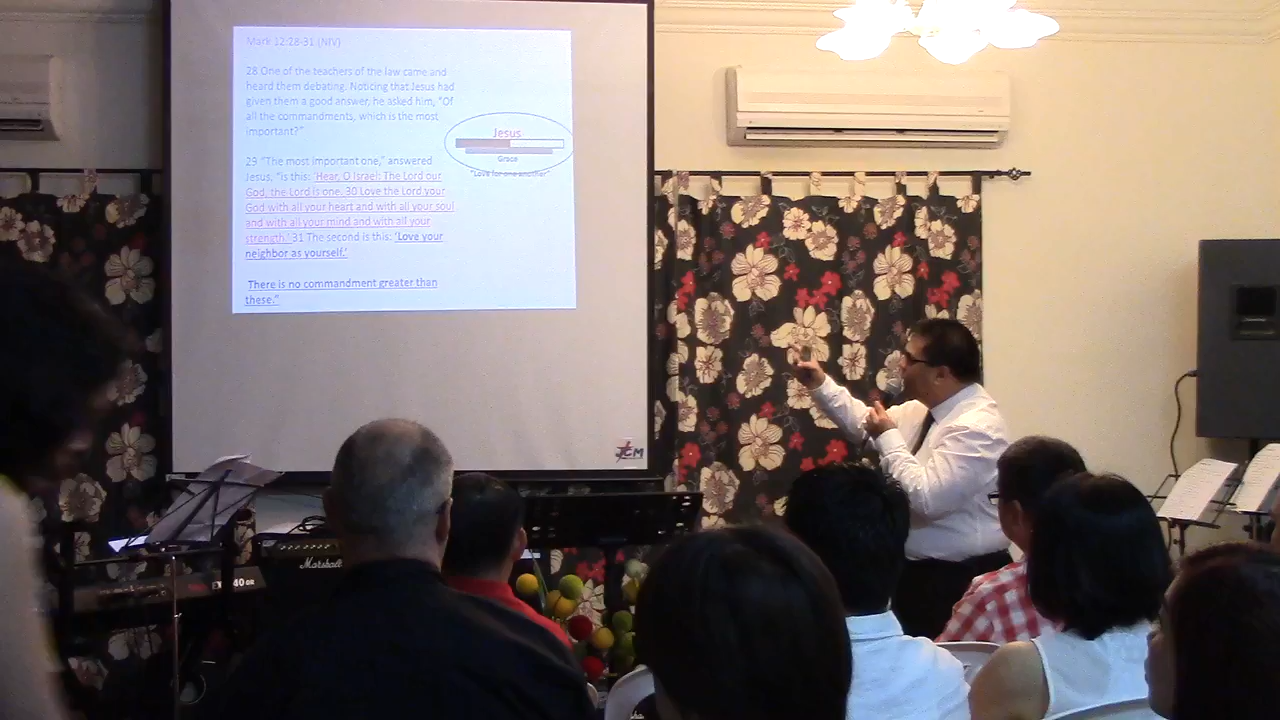 Mark 12:28-31 (NIV)
28 One of the teachers of the law came and
heard them debating. Noticing that Jesus had
given them a good answer, he asked him, "Of
all the commandments, which is the most
important?"
29 "The most important one," answered
Jesus, "is this: 'Hear, O Israel: The Lord our
God, the Lord is one. 30 Love the Lord your
God with all your heart and with all your soul
and with all your mind and with all your
strength.' 31 The second is this: 'Love your
neighbor as yourself.'
There is no commandment greater than
these."
Jesus
Grace
"Love for one another"
JCM
Marshall